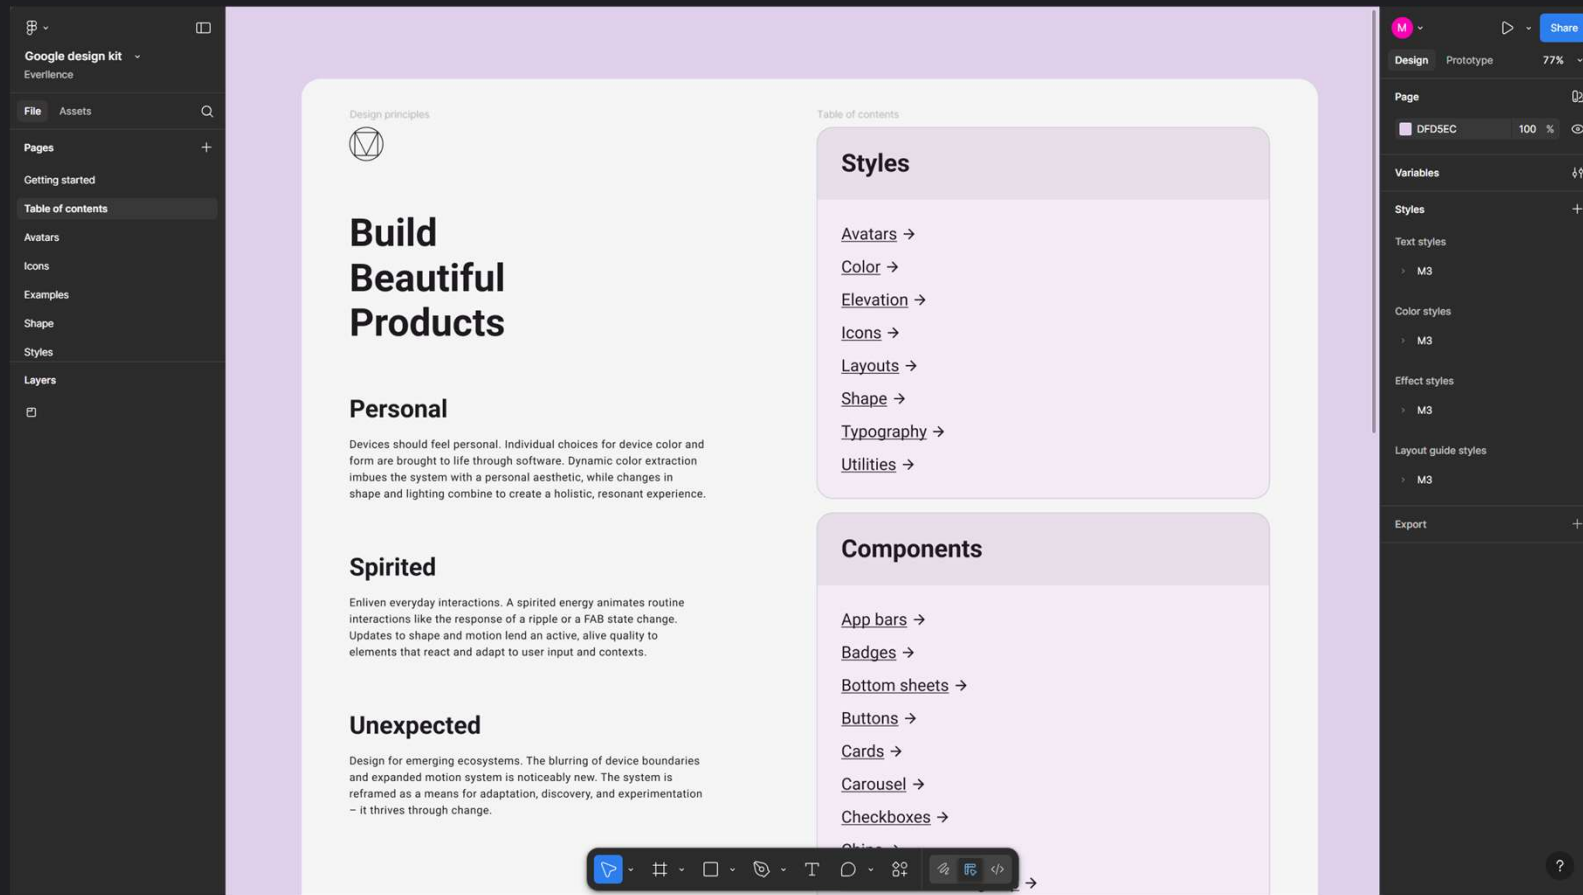 Google design kit
Everllence
File Assets
Pages
Getting started
Table of contents
Avatars
Icons
Examples
Shape
Styles
Layers
Design principles
Build
Beautiful
Products
Personal
Devices should feel personal. Individual choices for device color and
form are brought to life through software. Dynamic color extraction
imbues the system with a personal aesthetic, while changes in
shape and lighting combine to create a holistic, resonant experience.
Spirited
Enliven everyday interactions. A spirited energy animates routine
interactions like the response of a ripple or a FAB state change.
Updates to shape and motion lend an active, alive quality to
elements that react and adapt to user input and contexts.
Unexpected
Design for emerging ecosystems. The blurring of device boundaries
and expanded motion system is noticeably new. The system is
reframed as a means for adaptation, discovery, and experimentation
– it thrives through change.
Table of contents
Styles
Avatars →
Color →
Elevation →
Icons →
Layouts →
Shape →
Typography →
Utilities →
Components
App bars →
Badges →
Bottom sheets →
Buttons →
Cards →
Carousel →
Checkboxes →
M
Share
Design Prototype 77%
Page
DFD5EC 100 %
Variables
Styles
Text styles
M3
Color styles
M3
Effect styles
M3
Layout guide styles
M3
Export
?